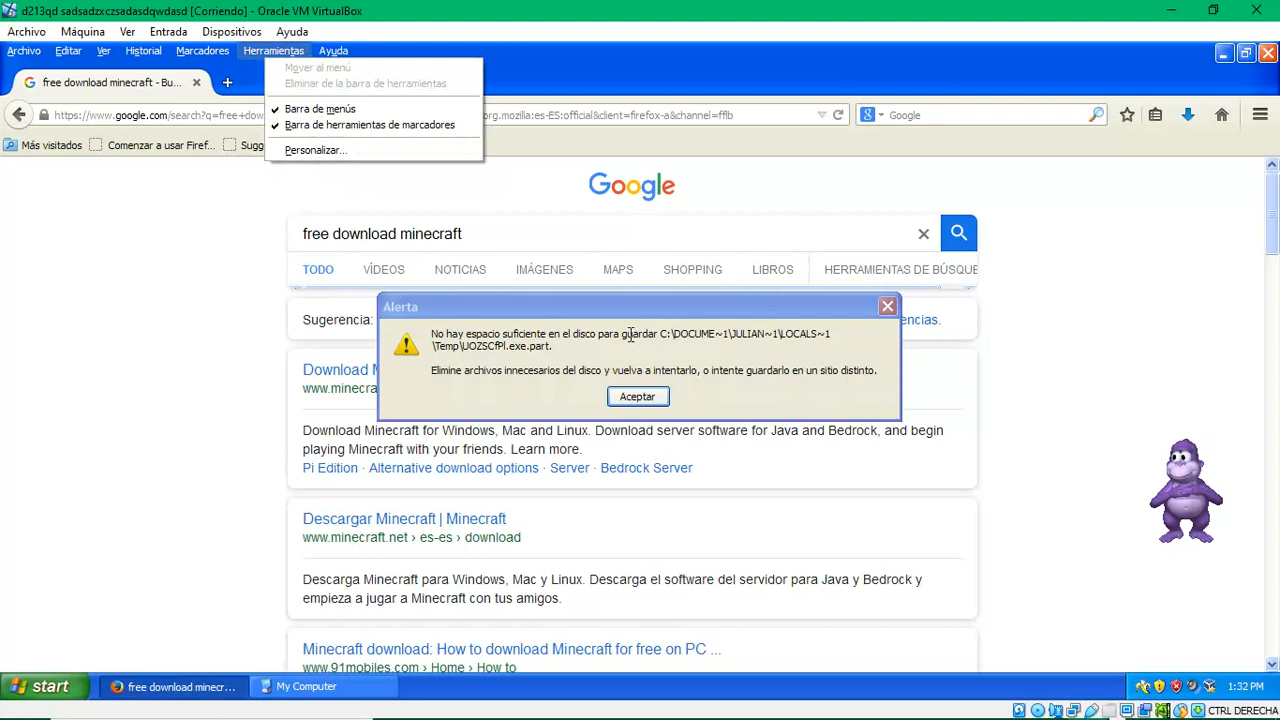 d213qd sadsadzxczsadasdqwdasd [Corriendo] - Oracle VM VirtualBox
Archivo Máquina Ver Entrada Dispositivos Ayuda
Archivo Editar Ver Historial Marcadores Herramientas Ayuda
Mover al menú
Eliminar de la barra de herramientas
Barra de menús
Barra de herramientas de marcadores
Personalizar...
free download minecraft - Bu...
https://www.google.com/search?q=free+dow org.mozilla:es-ES:official&client=firefox-a&channel=fflb
Google
Más visitados Comenzar a usar Firef... Sugg
Google
free download minecraft
TODO VÍDEOS NOTICIAS IMÁGENES MAPS SHOPPING LIBROS HERRAMIENTAS DE BÚSQUE
Sugerencia: encias.
Alerta
No hay espacio suficiente en el disco para guardar C:\DOCUME~1\JULIAN~1\LOCALS~1
\Temp\UOZSCfPl.exe.part.
Elimine archivos innecesarios del disco y vuelva a intentarlo, o intente guardarlo en un sitio distinto.
Aceptar
Download M
www.minecra
Download Minecraft for Windows, Mac and Linux. Download server software for Java and Bedrock, and begin
playing Minecraft with your friends. Learn more.
Pi Edition · Alternative download options · Server · Bedrock Server
Descargar Minecraft | Minecraft
www.minecraft.net › es-es › download
Descarga Minecraft para Windows, Mac y Linux. Descarga el software del servidor para Java y Bedrock y
empieza a jugar a Minecraft con tus amigos.
Minecraft download: How to download Minecraft for free on PC ...
www.91mobiles.com › Home › How to
start free download minecr... My Computer 1:32 PM
CTRL DERECHA